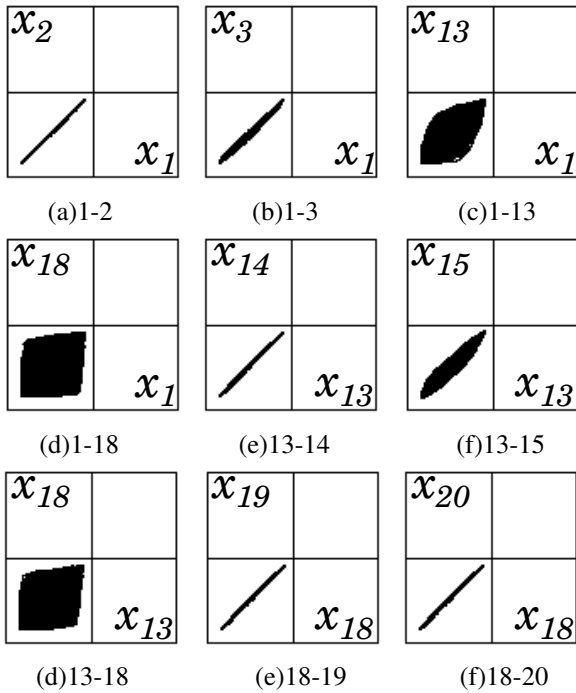 x2 x3 x13
x1 x1 x1
(a)1-2 (b)1-3 (c)1-13
x18 x14 x15
x1 x13 x13
(d)1-18 (e)13-14 (f)13-15
x18 x19 x20
x13 x18 x18
(d)13-18 (e)18-19 (f)18-20